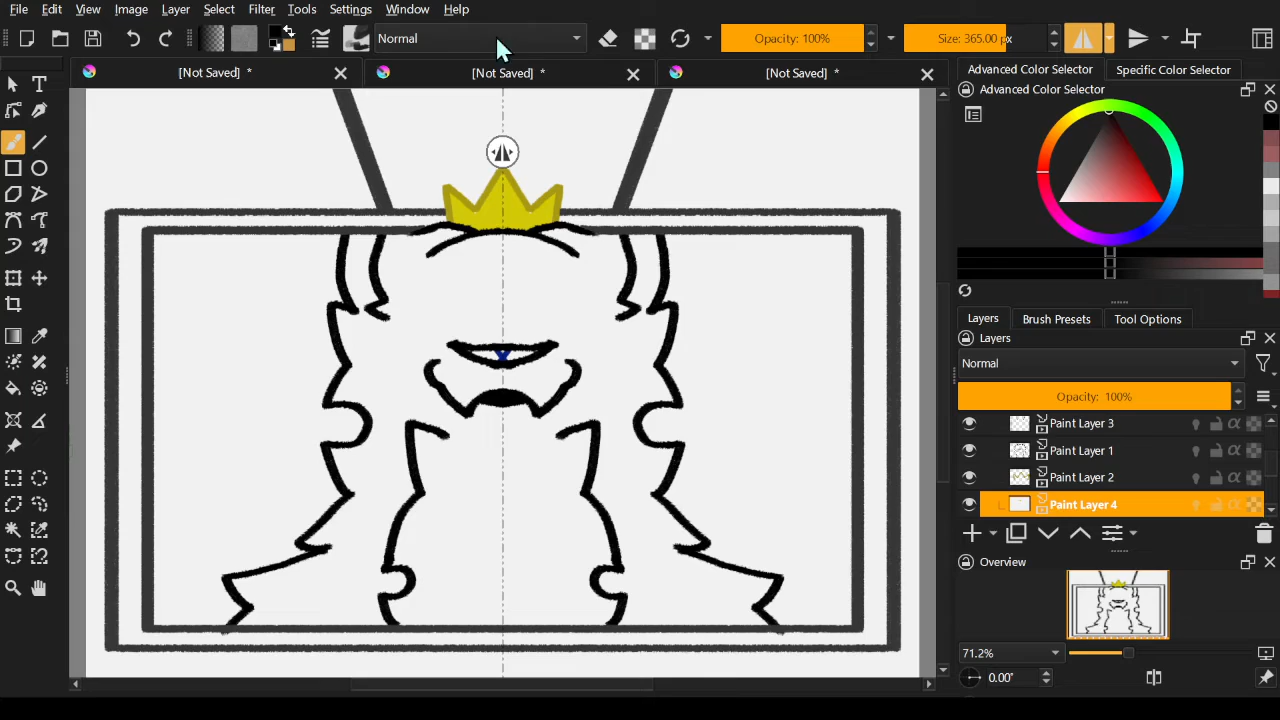 File Edit View Image Layer Select Filter Tools Settings Window Help
Normal Opacity: 100% Size: 365.00 px
[Not Saved] * [Not Saved] * [Not Saved] *
Advanced Color Selector Specific Color Selector
Advanced Color Selector
Layers Brush Presets Tool Options
Layers
Normal
Opacity: 100%
Paint Layer 3
Paint Layer 1
Paint Layer 2
Paint Layer 4
Overview
71.2%
0.00°